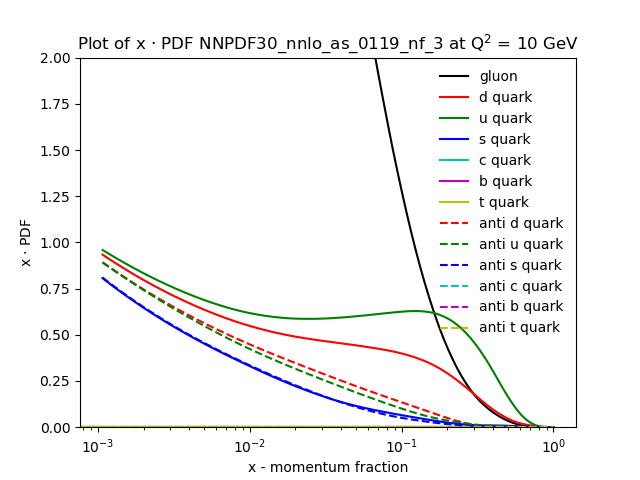 Plot of x · PDF NNPDF30_nnlo_as_0119_nf_3 at Q² = 10 GeV
2.00
1.75
1.50
1.25
1.00
0.75
0.50
0.25
0.00
x · PDF
gluon
d quark
u quark
s quark
c quark
b quark
t quark
anti d quark
anti u quark
anti s quark
anti c quark
anti b quark
anti t quark
10⁻³ 10⁻² 10⁻¹ 10⁰
x - momentum fraction